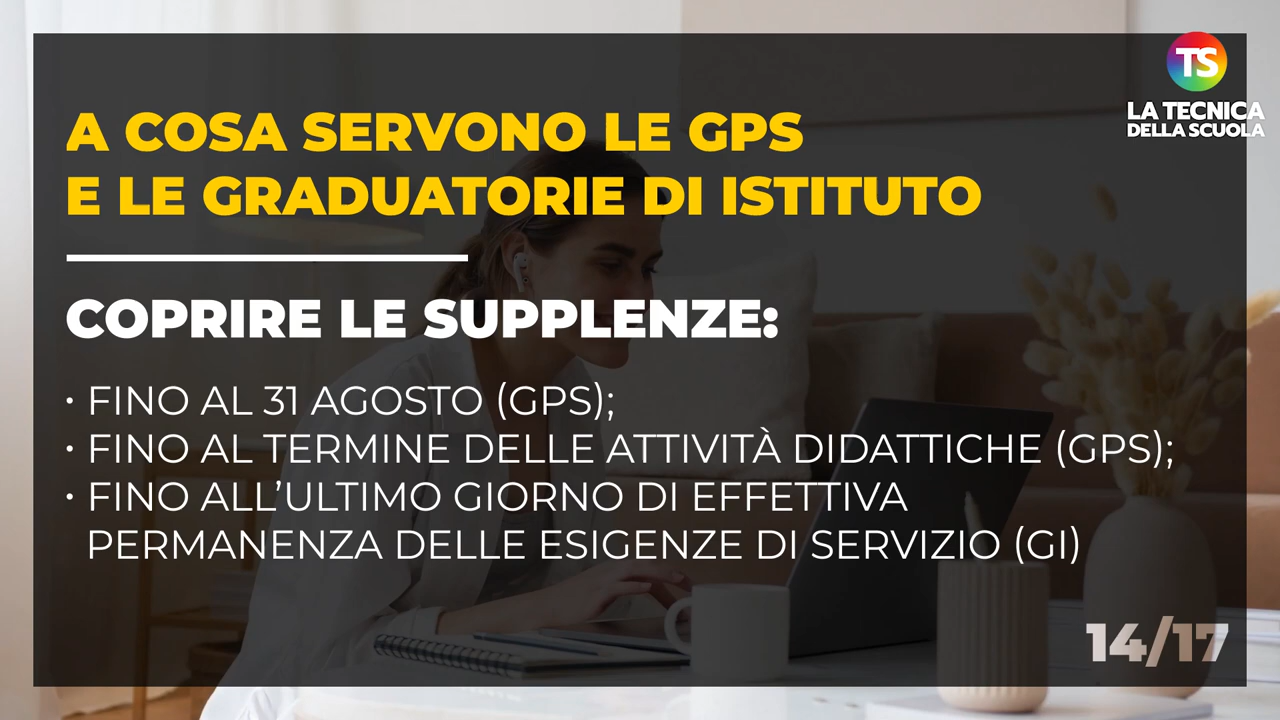 TS
LA TECNICA
DELLA SCUOLA
A COSA SERVONO LE GPS
E LE GRADUATORIE DI ISTITUTO
COPRIRE LE SUPPLENZE:
• FINO AL 31 AGOSTO (GPS);
• FINO AL TERMINE DELLE ATTIVITÀ DIDATTICHE (GPS);
• FINO ALL'ULTIMO GIORNO DI EFFETTIVA
PERMANENZA DELLE ESIGENZE DI SERVIZIO (GI)
14/17